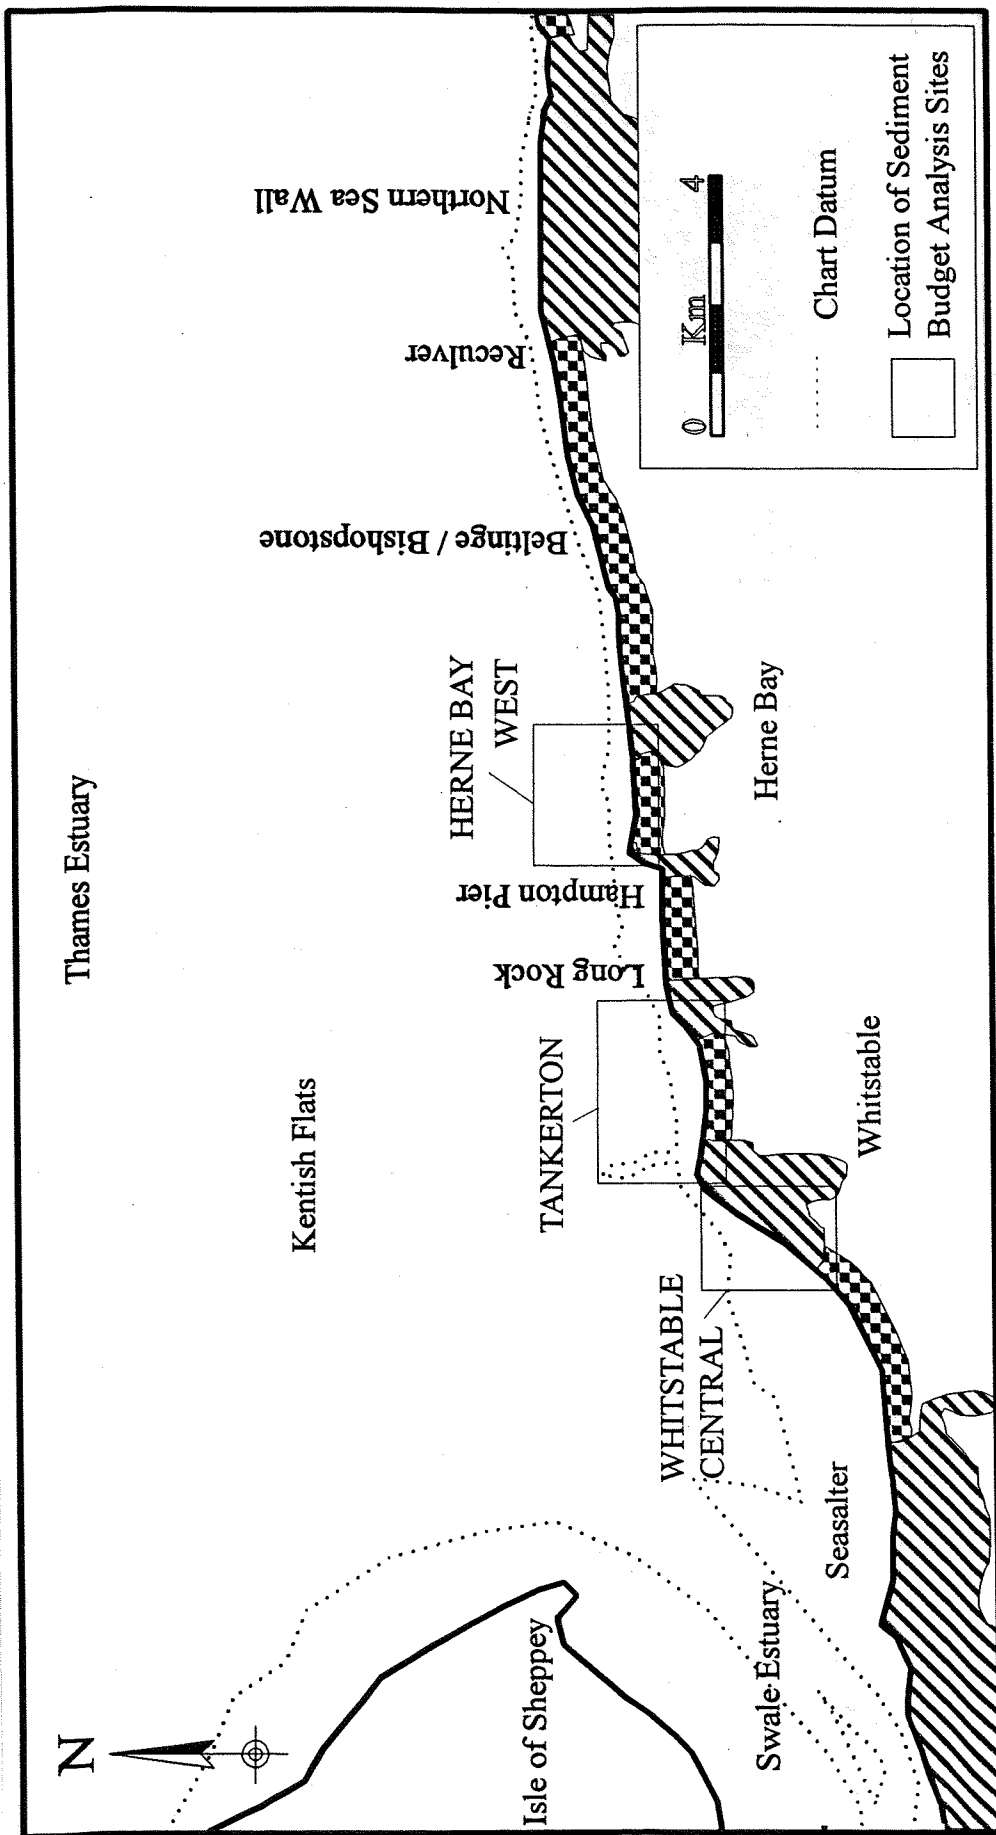 N
Thames Estuary
Kentish Flats
Isle of Sheppey
Swale Estuary
Seasalter
WHITSTABLE
CENTRAL
TANKERTON
HERNE BAY
WEST
Whitstable
Herne Bay
Long Rock
Hampton Pier
Beltinge / Bishopstone
Reculver
Northern Sea Wall
0 Km 4
Chart Datum
Location of Sediment
Budget Analysis Sites